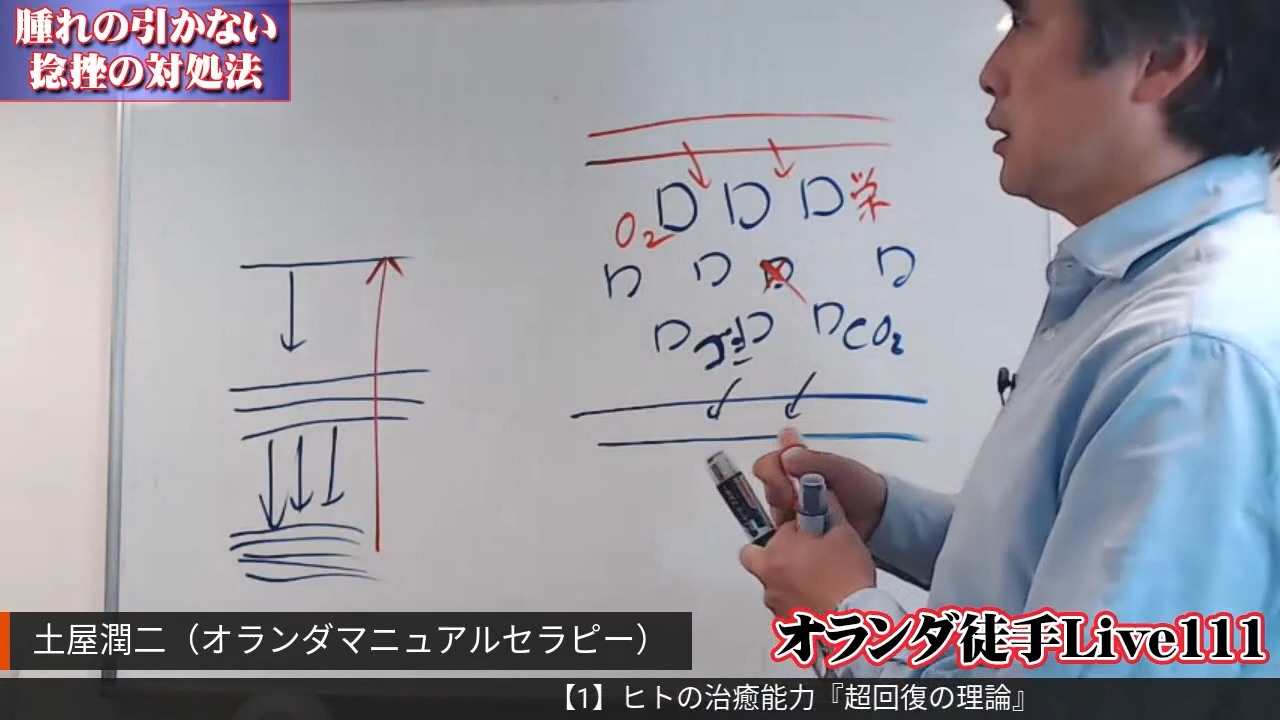 腫れの引かない
捻挫の対処法
O₂
栄
CO₂
土屋潤二（オランダマニュアルセラピー）
オランダ徒手Live111
【1】ヒトの治癒能力『超回復の理論』